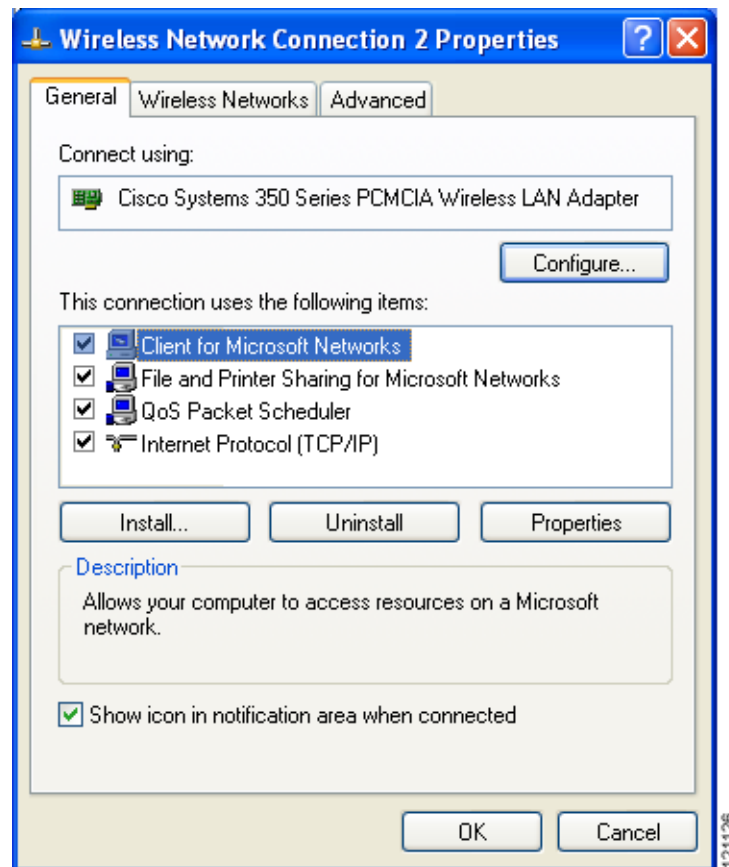 Wireless Network Connection 2 Properties
?
General
Wireless Networks
Advanced
Connect using:
Cisco Systems 350 Series PCMCIA Wireless LAN Adapter
Configure...
This connection uses the following items:
Client for Microsoft Networks
File and Printer Sharing for Microsoft Networks
QoS Packet Scheduler
Internet Protocol (TCP/IP)
Install...
Uninstall
Properties
Description
Allows your computer to access resources on a Microsoft
network.
Show icon in notification area when connected
OK
Cancel